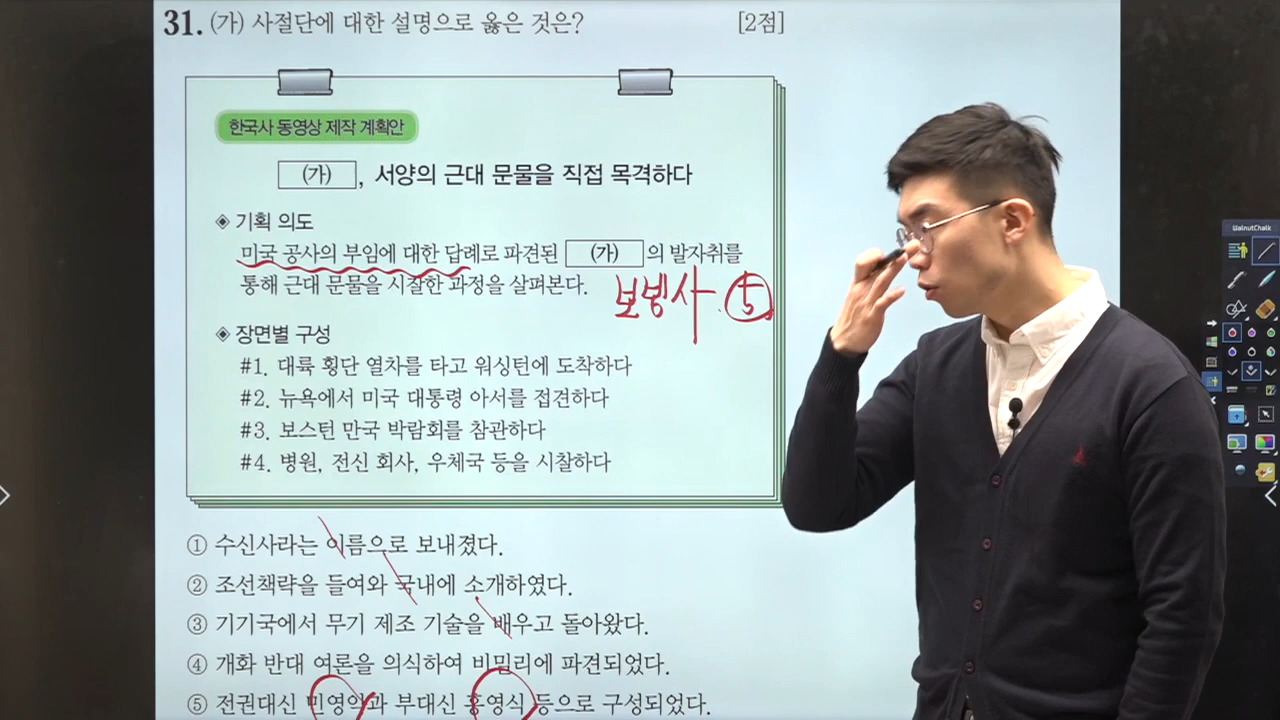 31. (가) 사절단에 대한 설명으로 옳은 것은? [2점]
한국사 동영상 제작 계획안
(가), 서양의 근대 문물을 직접 목격하다
◈ 기획 의도
미국 공사의 부임에 대한 답례로 파견된 (가) 의 발자취를
통해 근대 문물을 시찰한 과정을 살펴본다.
보빙사 ⑤
◈ 장면별 구성
#1. 대륙 횡단 열차를 타고 워싱턴에 도착하다
#2. 뉴욕에서 미국 대통령 아서를 접견하다
#3. 보스턴 만국 박람회를 참관하다
#4. 병원, 전신 회사, 우체국 등을 시찰하다
① 수신사라는 이름으로 보내졌다.
② 조선책략을 들여와 국내에 소개하였다.
③ 기기국에서 무기 제조 기술을 배우고 돌아왔다.
④ 개화 반대 여론을 의식하여 비밀리에 파견되었다.
⑤ 전권대신 민영익과 부대신 홍영식 등으로 구성되었다.
WalnutChalk